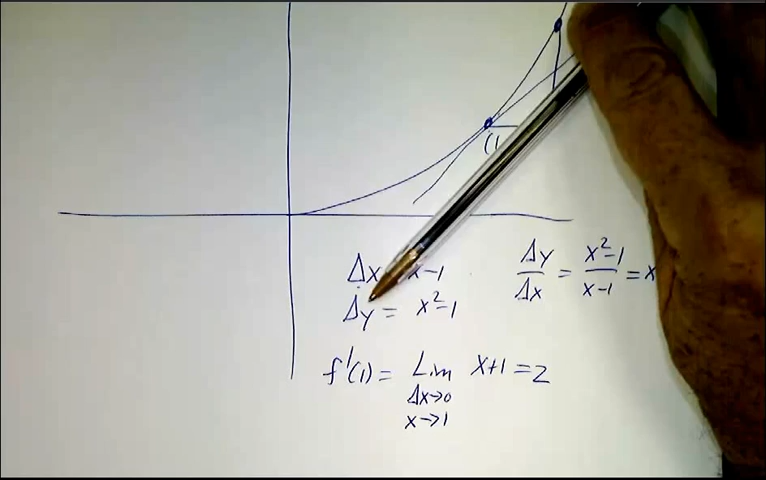 (1
Δx x-1
Δy = x²-1
Δy/Δx = x²-1/x-1 = x
f'(1) = Lim x+1 = 2
Δx→0
x→1